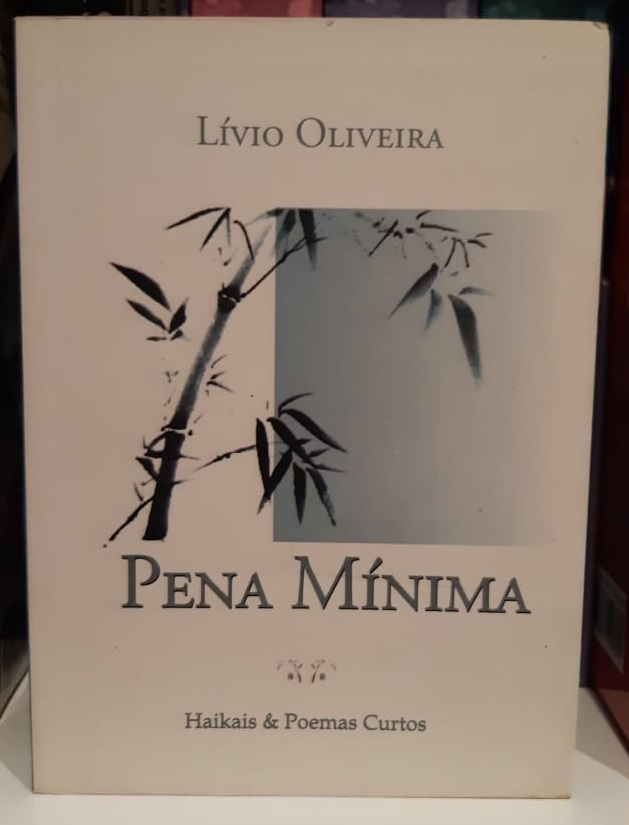 LÍVIO OLIVEIRA
PENA MÍNIMA
Haikais & Poemas Curtos